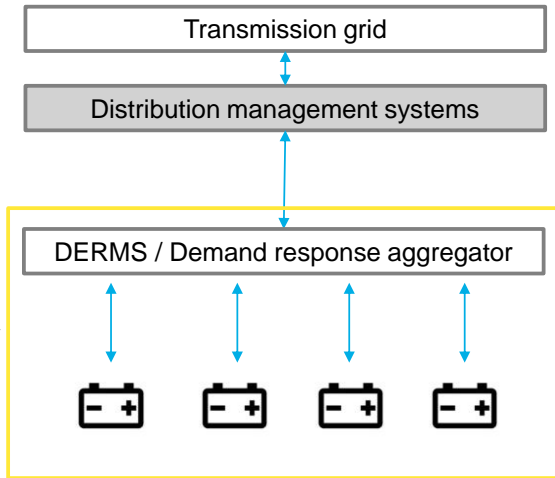 Transmission grid
Distribution management systems
DERMS / Demand response aggregator